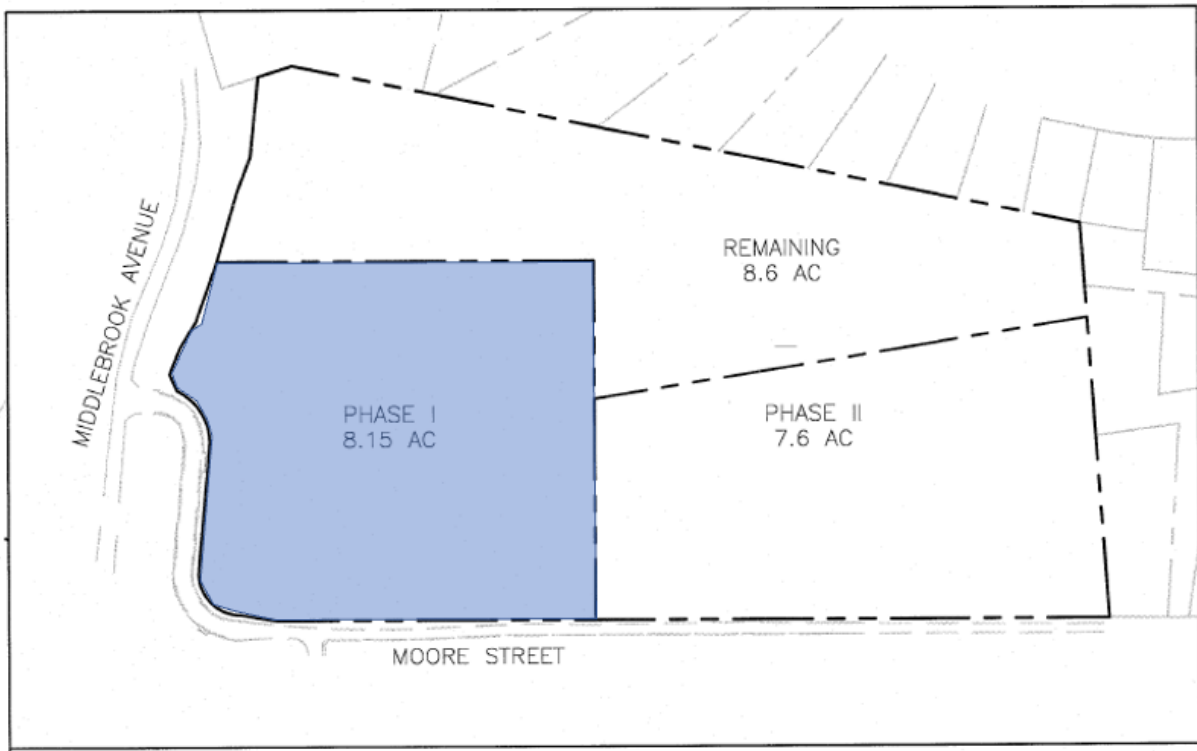 MIDDLEBROOK AVENUE
REMAINING
8.6 AC
PHASE I
8.15 AC
PHASE II
7.6 AC
MOORE STREET